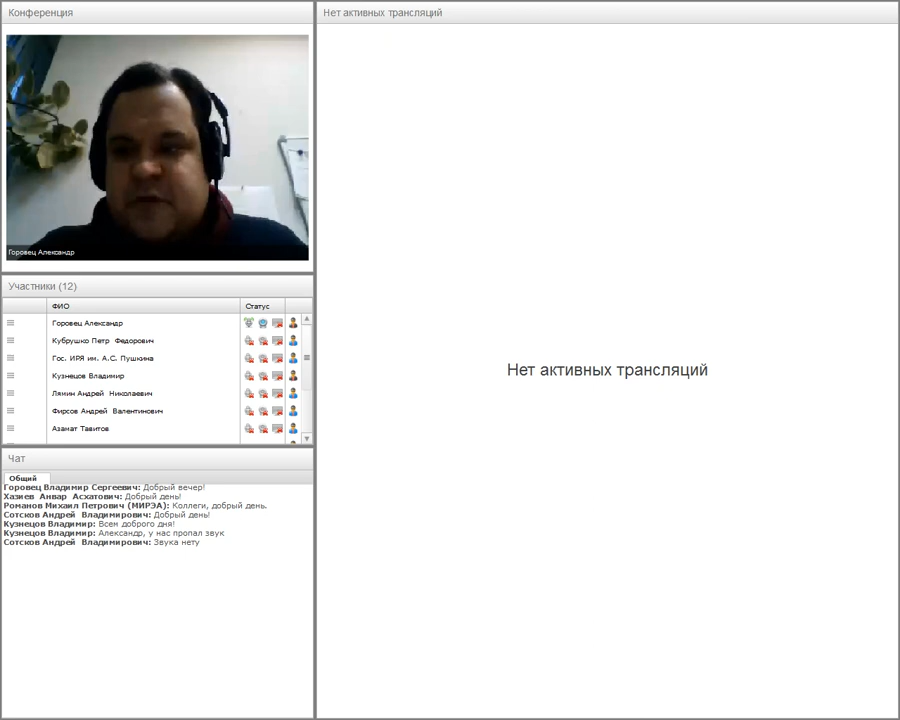 Конференция
Нет активных трансляций
Горовец Александр
Участники (12)
ФИО Статус
Горовец Александр
Кубрушко Петр Федорович
Гос. ИРЯ им. А.С. Пушкина
Кузнецов Владимир
Лямин Андрей Николаевич
Фирсов Андрей Валентинович
Азамат Тавитов
Чат
Общий
Горовец Владимир Сергеевич: Добрый вечер!
Хазиев Анвар Асхатович: Добрый день!
Романов Михаил Петрович (МИРЭА): Коллеги, добрый день.
Сотсков Андрей Владимирович: Добрый день!
Кузнецов Владимир: Всем доброго дня!
Кузнецов Владимир: Александр, у нас пропал звук
Сотсков Андрей Владимирович: Звука нету
Нет активных трансляций